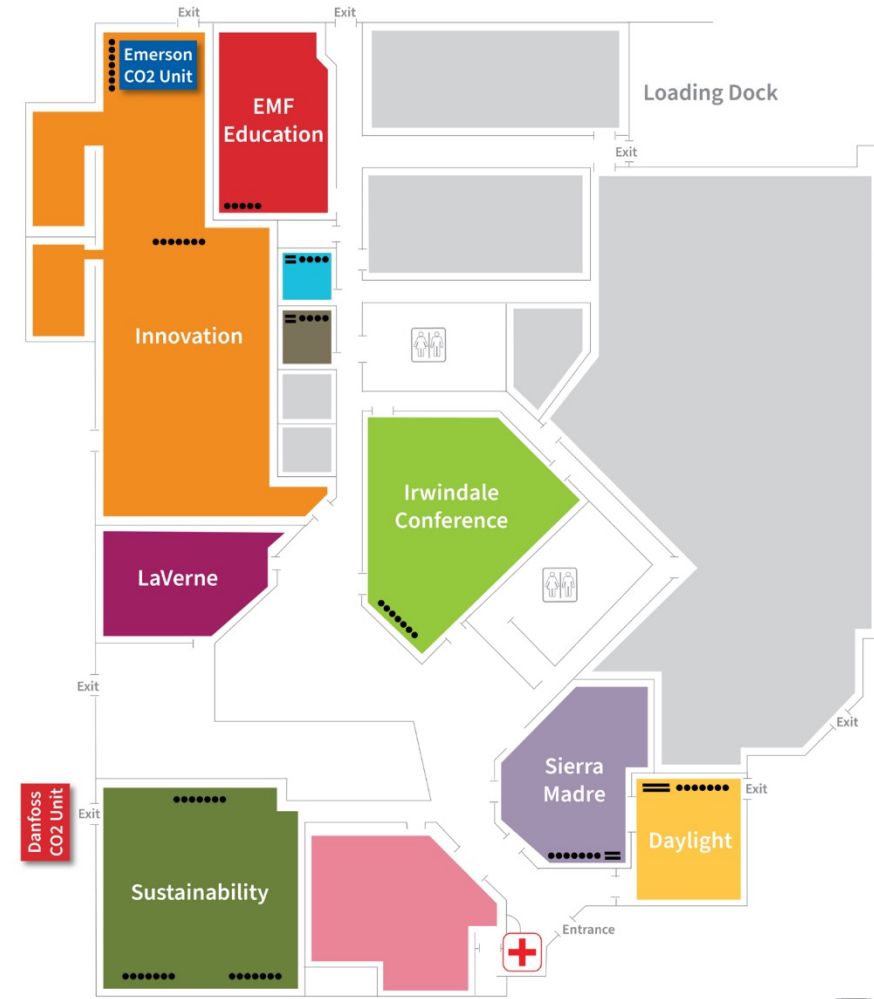 Exit
Exit
Emerson
CO2 Unit
EMF
Education
Loading Dock
Exit
Innovation
Irwindale
Conference
LaVerne
Exit
Exit
Sierra
Madre
Exit
Danfoss
CO2 Unit
Exit
Daylight
Sustainability
Entrance